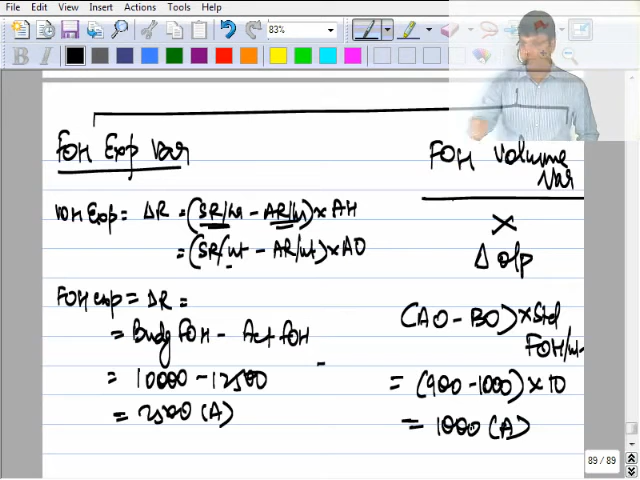 File Edit View Insert Actions Tools Help
83%
FOH Exp Var
FOH Volume Var
VOH Exp = ΔR = (SR/hr - AR/hr) × AH
= (SR/ut - AR/ut) × AO
×
Δ o/p
FOH exp = ΔR =
= Budg FOH - Act FOH
= 10000 - 12500
= 2500 (A)
(AO - BO) × Std FOH/ut
= (900 - 1000) × 10
= 1000 (A)
89 / 89